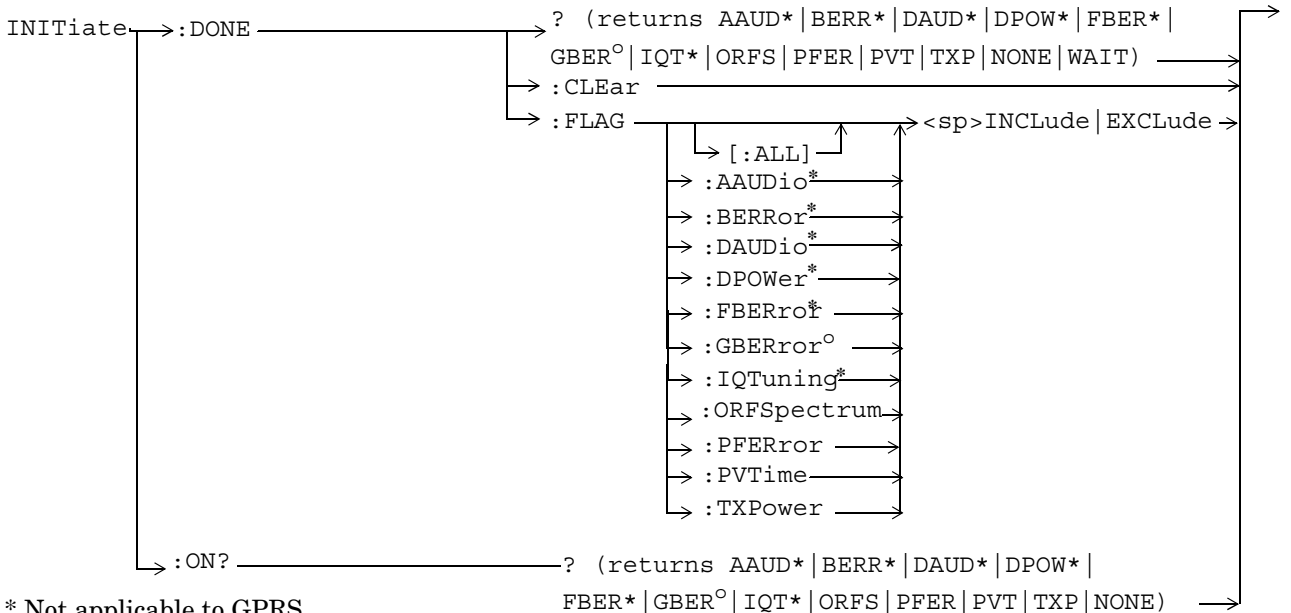 INITiate :DONE ? (returns AAUD*|BERR*|DAUD*|DPOW*|FBER*|
GBER°|IQT*|ORFS|PFER|PVT|TXP|NONE|WAIT)
:CLEar
:FLAG <sp>INCLude|EXCLude
[:ALL]
:AAUDio*
:BERRor*
:DAUDio*
:DPOWer*
:FBERror*
:GBERror°
:IQTuning*
:ORFSpectrum
:PFERror
:PVTime
:TXPower
:ON? ? (returns AAUD*|BERR*|DAUD*|DPOW*|
FBER*|GBER°|IQT*|ORFS|PFER|PVT|TXP|NONE)
* Not applicable to GPRS